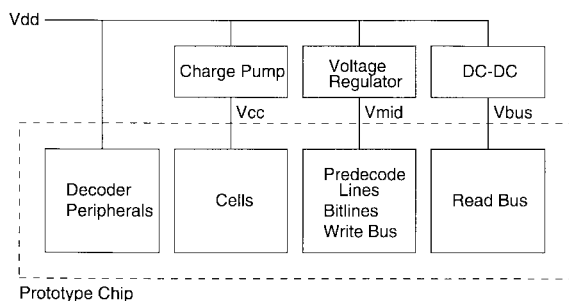 Vdd
Charge Pump
Voltage
Regulator
DC-DC
Vcc
Vmid
Vbus
Decoder
Peripherals
Cells
Predecode
Lines
Bitlines
Write Bus
Read Bus
Prototype Chip